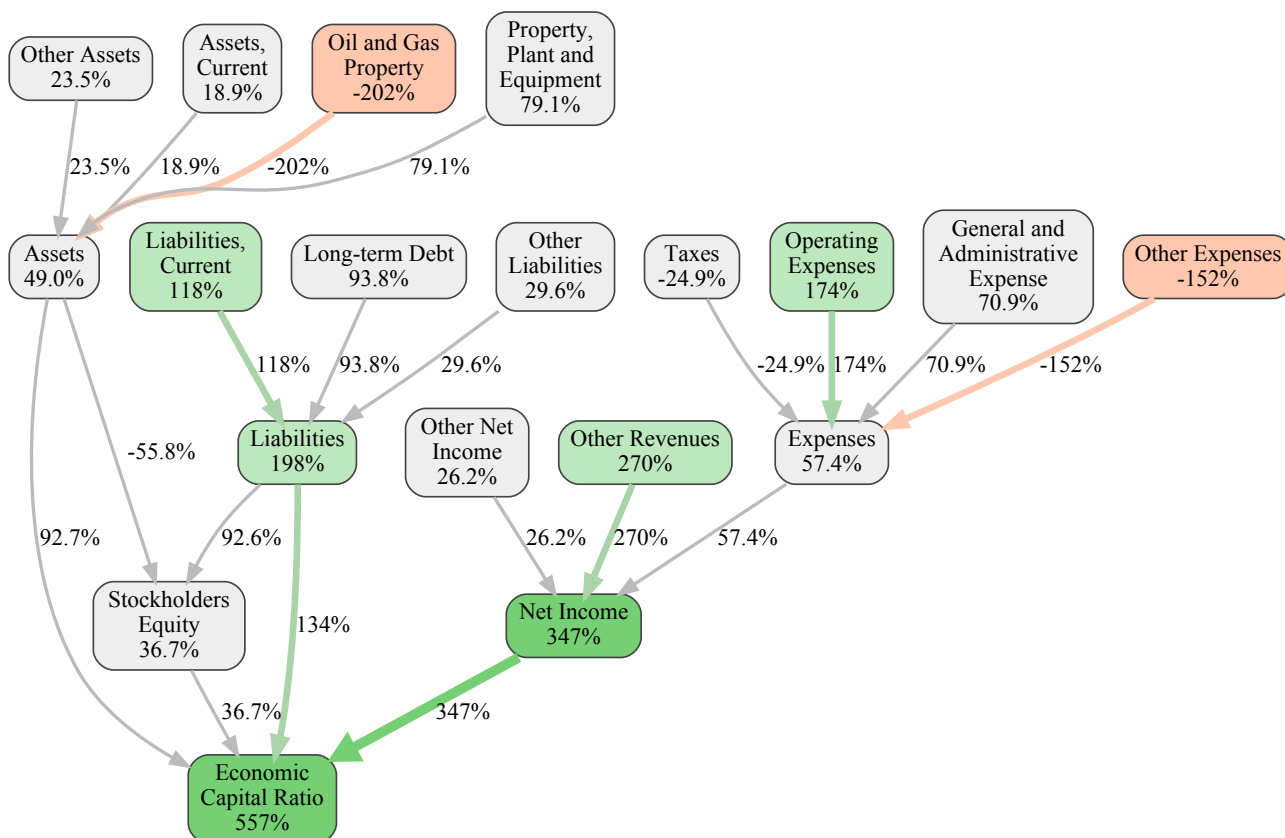 Other Assets
23.5%
Assets,
Current
18.9%
Oil and Gas
Property
-202%
Property,
Plant and
Equipment
79.1%
23.5%
18.9%
-202%
79.1%
Assets
49.0%
Liabilities,
Current
118%
Long-term Debt
93.8%
Other
Liabilities
29.6%
Taxes
-24.9%
Operating
Expenses
174%
General and
Administrative
Expense
70.9%
Other Expenses
-152%
118%
93.8%
29.6%
-24.9%
174%
70.9%
-152%
-55.8%
Liabilities
198%
Other Net
Income
26.2%
Other Revenues
270%
Expenses
57.4%
92.7%
92.6%
26.2%
270%
57.4%
Stockholders
Equity
36.7%
134%
Net Income
347%
36.7%
347%
Economic
Capital Ratio
557%